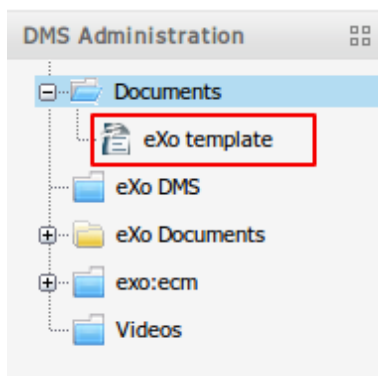 DMS Administration
Documents
eXo template
eXo DMS
eXo Documents
exo:ecm
Videos